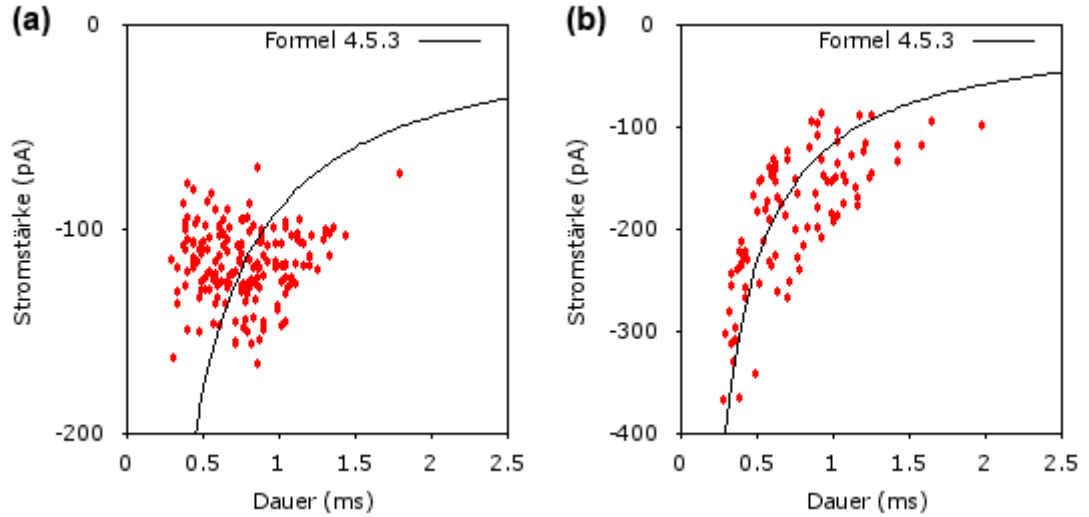 (a)
0
-100
-200
Formel 4.5.3
Stromstärke (pA)
0 0.5 1 1.5 2 2.5
Dauer (ms)
(b)
0
-100
-200
-300
-400
Formel 4.5.3
Stromstärke (pA)
0 0.5 1 1.5 2 2.5
Dauer (ms)